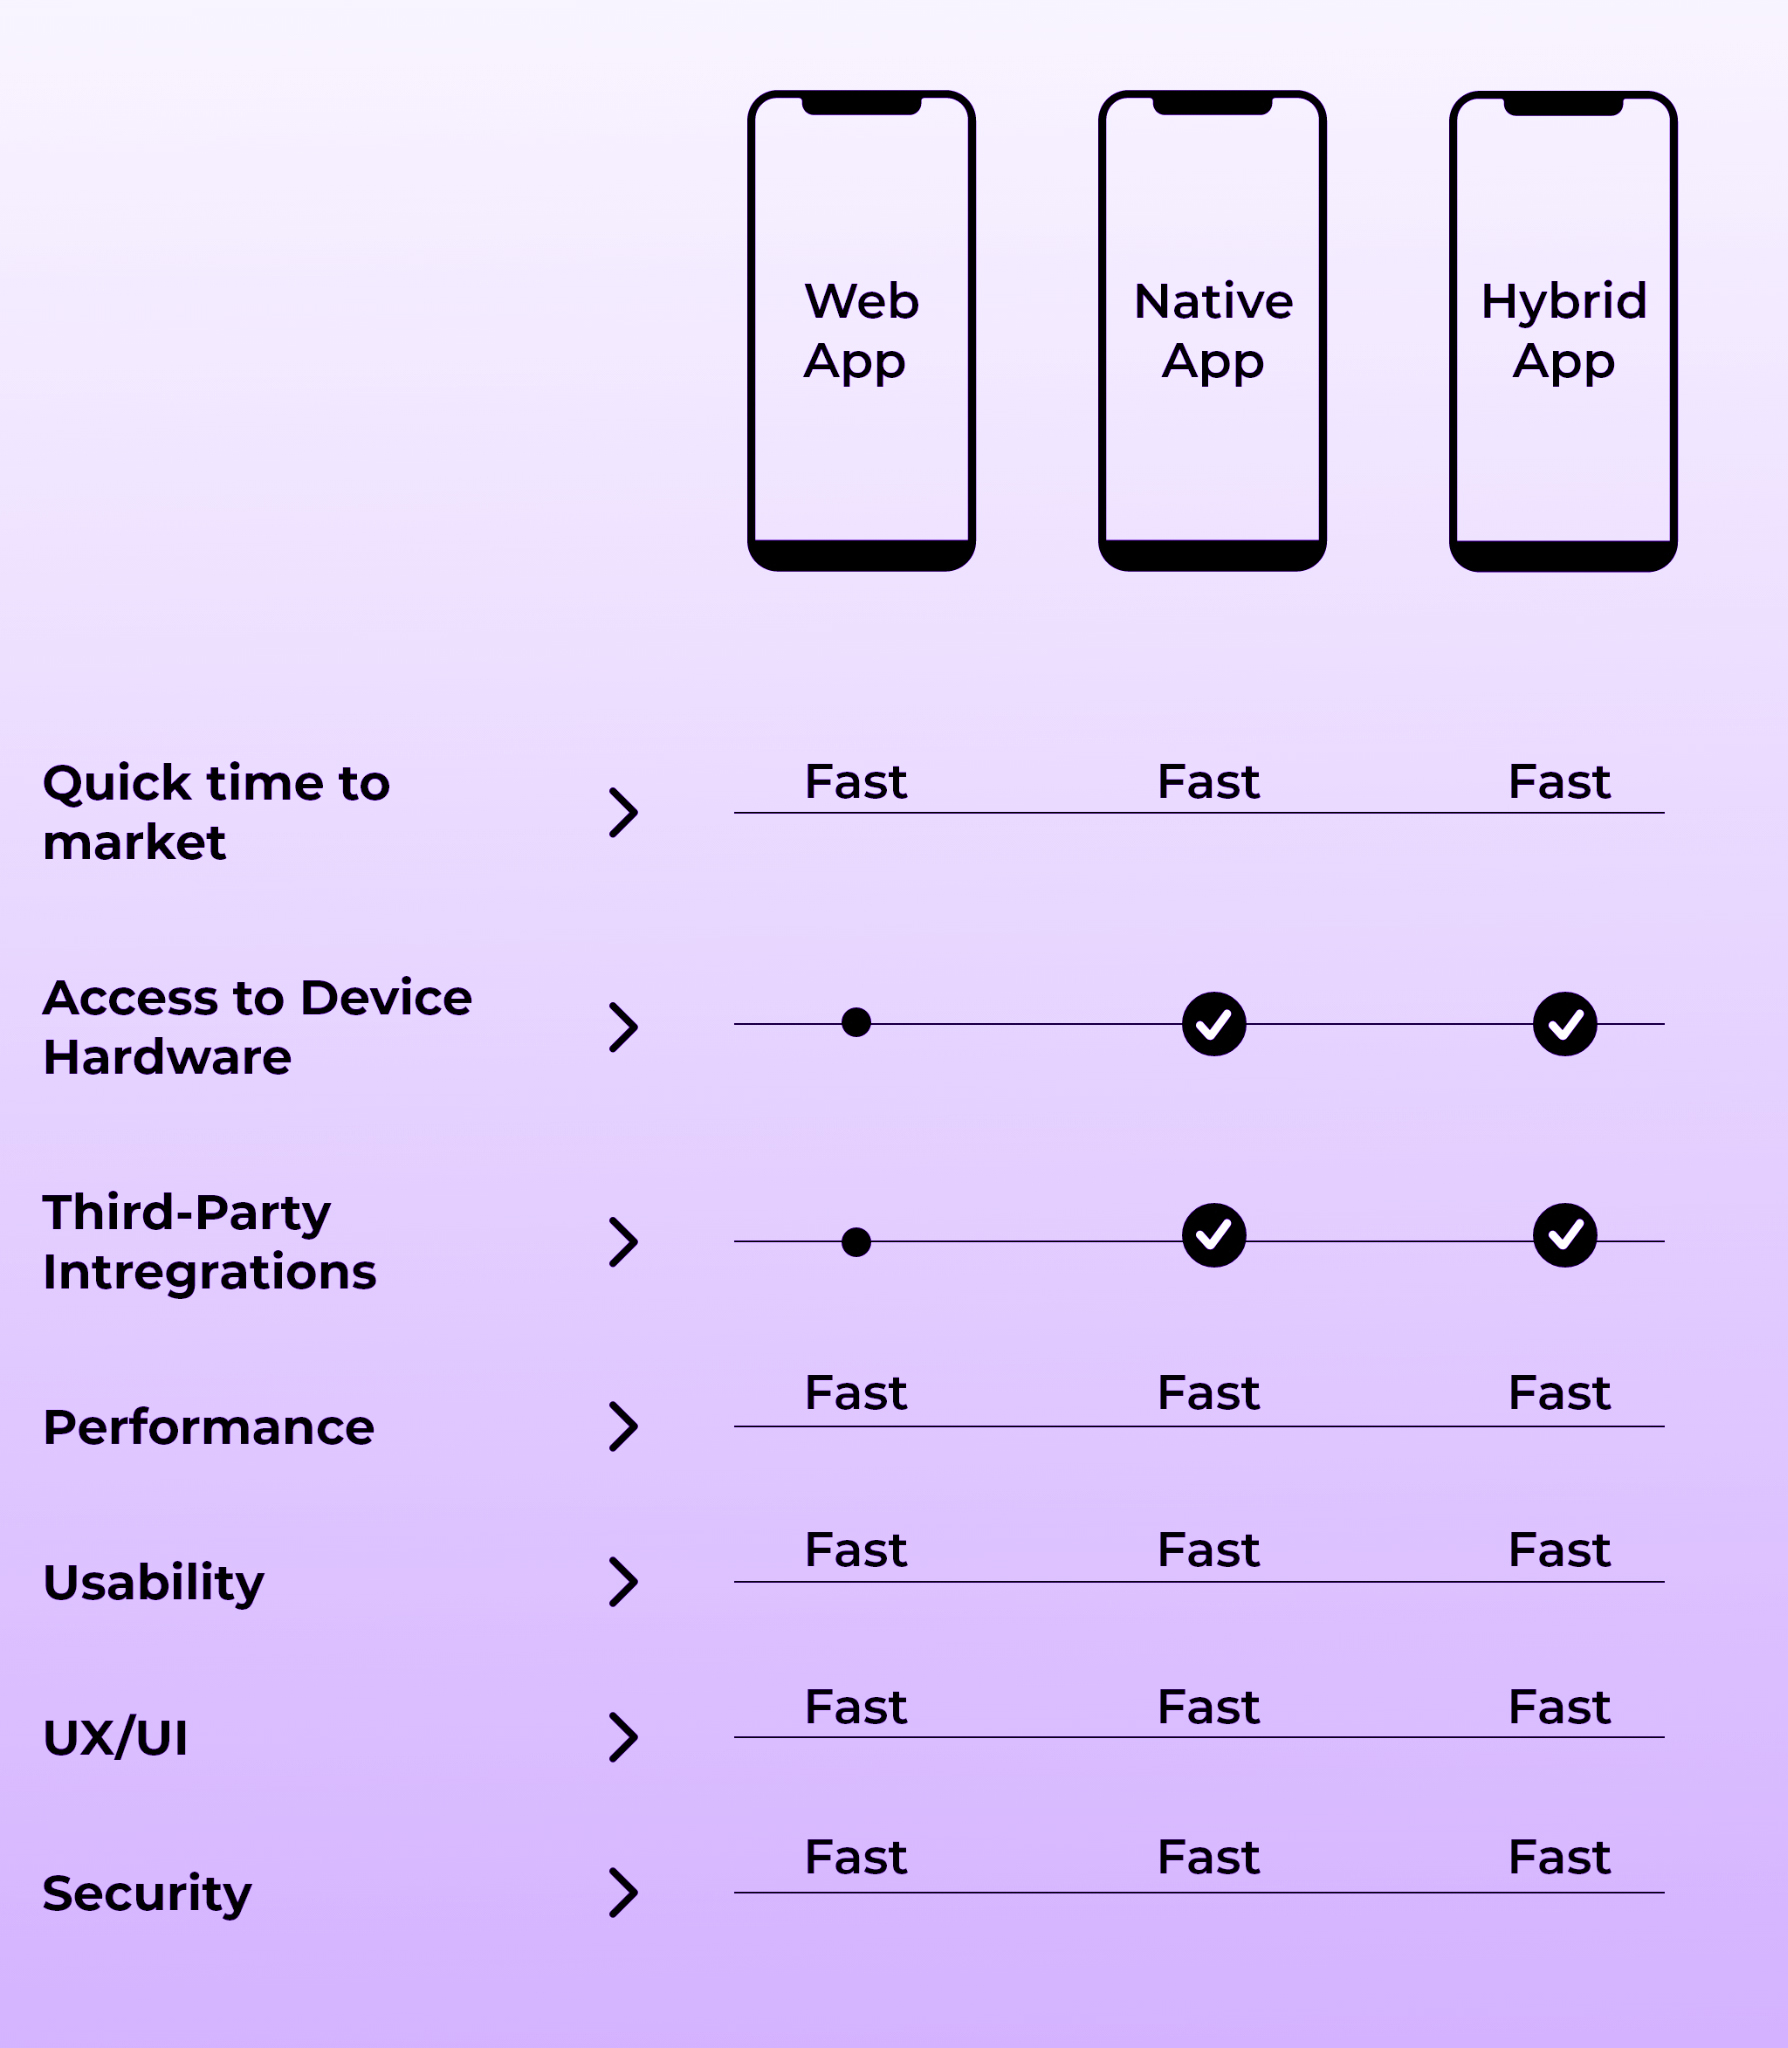 Web
App
Native
App
Hybrid
App
Quick time to
market
Fast Fast Fast
Access to Device
Hardware
Third-Party
Intregrations
Performance
Fast Fast Fast
Usability
Fast Fast Fast
UX/UI
Fast Fast Fast
Security
Fast Fast Fast